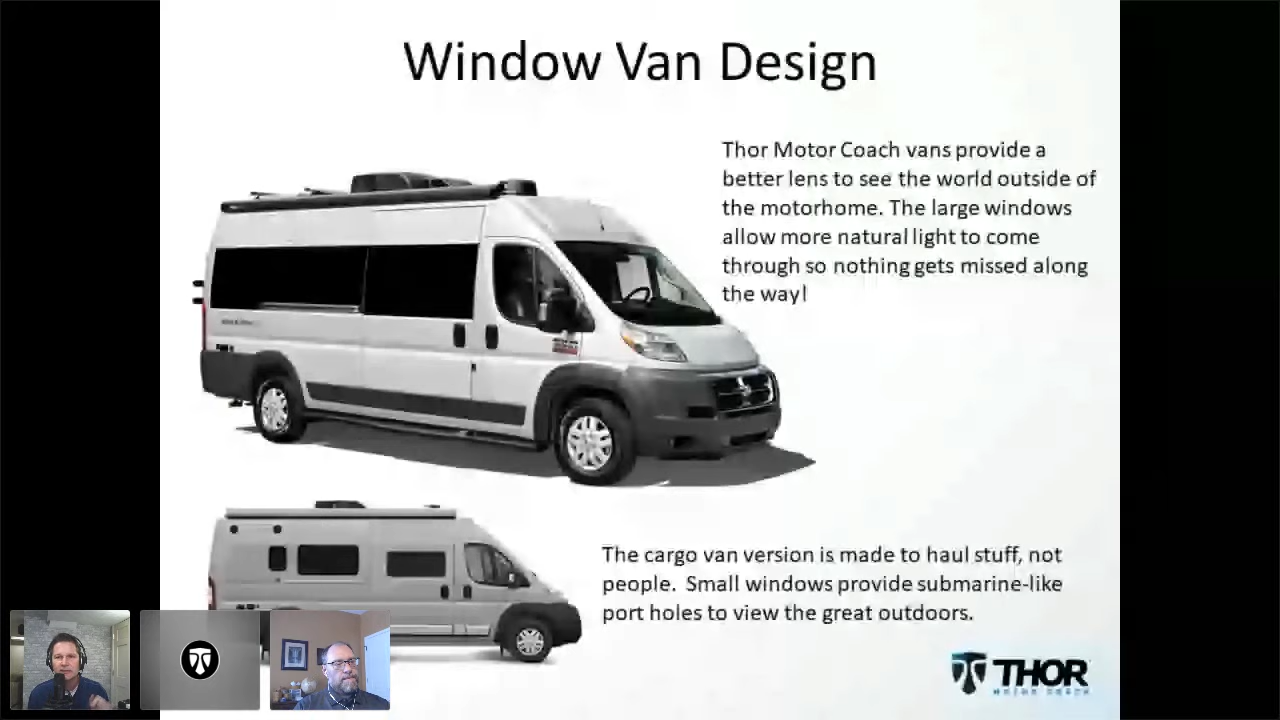 Window Van Design
Thor Motor Coach vans provide a
better lens to see the world outside of
the motorhome. The large windows
allow more natural light to come
through so nothing gets missed along
the way!
The cargo van version is made to haul stuff, not
people. Small windows provide submarine-like
port holes to view the great outdoors.
THOR
MOTOR COACH